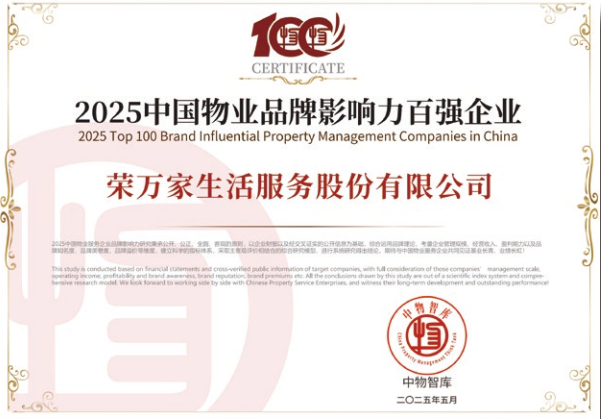 100
CERTIFICATE
2025中国物业品牌影响力百强企业
2025 Top 100 Brand Influential Property Management Companies in China
荣万家生活服务股份有限公司
This study is conducted based on financial statements and cross-verified public information of target companies, with full consideration of those companies' management scale,
operating income, profitability and brand awareness, brand reputation, brand premiums etc. All the conclusions drawn by this study are out of a scientific index system and compre-
hensive research model. We look forward to working side by side with Chinese Property Service Enterprises, and witness their long-term development and outstanding performance!
中物智库
China Property Management Think Tank
中物智库
二〇二五年五月